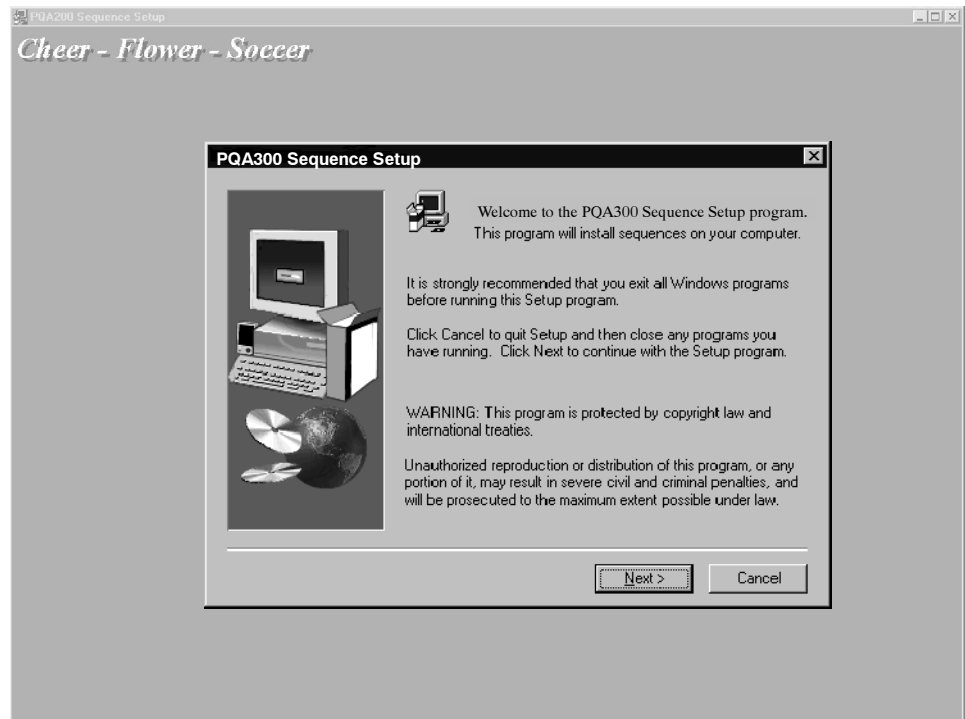 PQA200 Sequence Setup
Cheer - Flower - Soccer
PQA300 Sequence Setup
Welcome to the PQA300 Sequence Setup program.
This program will install sequences on your computer.
It is strongly recommended that you exit all Windows programs
before running this Setup program.
Click Cancel to quit Setup and then close any programs you
have running. Click Next to continue with the Setup program.
WARNING: This program is protected by copyright law and
international treaties.
Unauthorized reproduction or distribution of this program, or any
portion of it, may result in severe civil and criminal penalties, and
will be prosecuted to the maximum extent possible under law.
Next >
Cancel